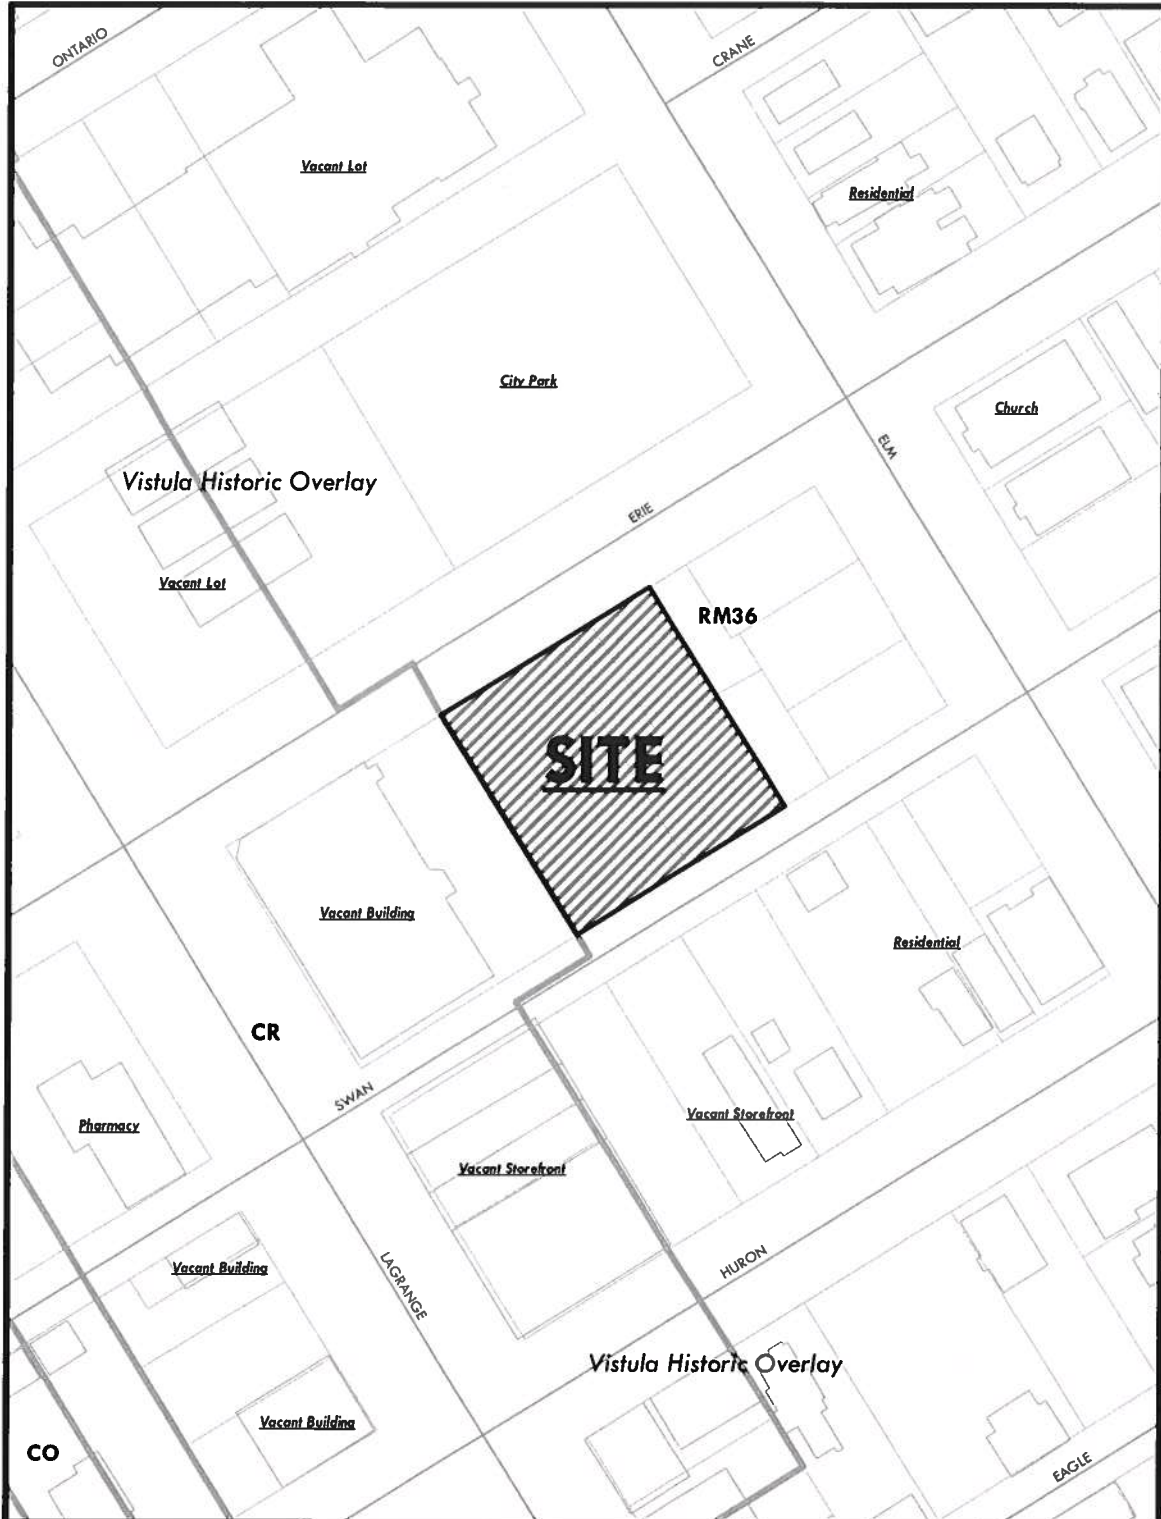 ONTARIO
CRANE
Vacant Lot
Residential
City Park
Church
ELM
Vistula Historic Overlay
ERIE
Vacant Lot
RM36
SITE
Vacant Building
Residential
CR
SWAN
Vacant Storefront
Pharmacy
Vacant Storefront
HURON
Vacant Building
LAGRANGE
Vistula Historic Overlay
Vacant Building
CO
EAGLE